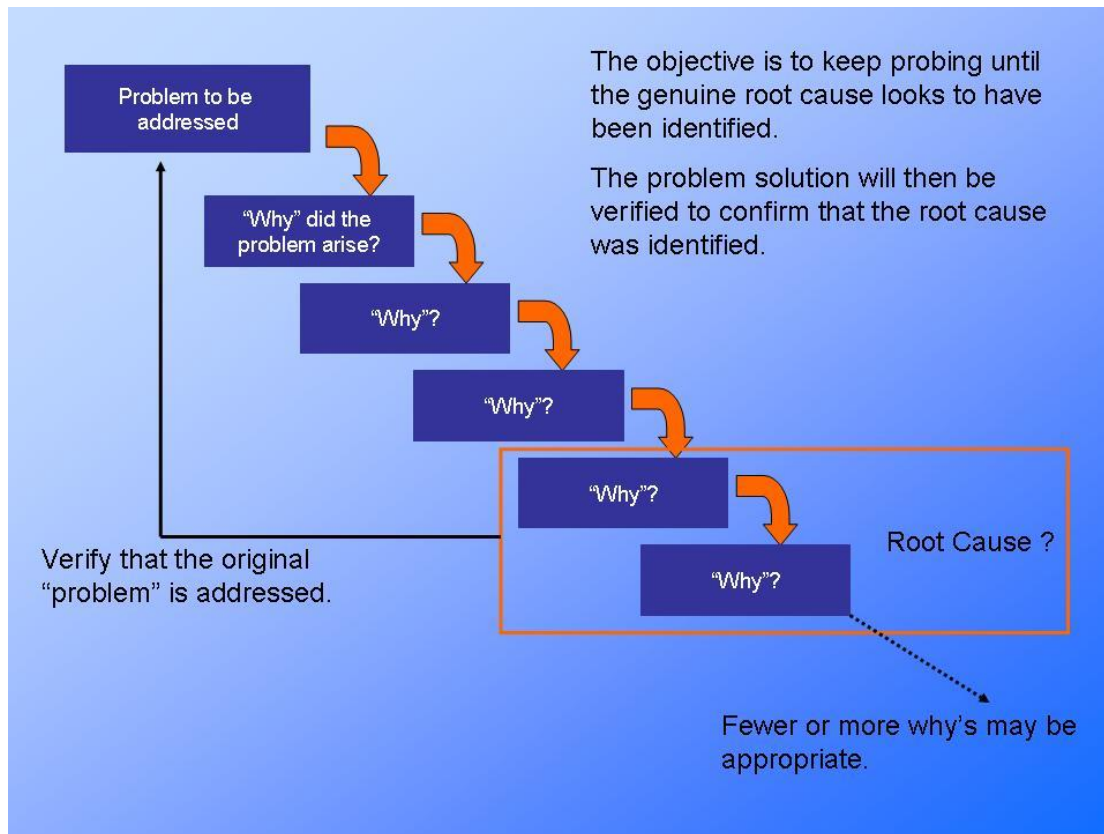 Problem to be
addressed
The objective is to keep probing until
the genuine root cause looks to have
been identified.
The problem solution will then be
verified to confirm that the root cause
was identified.
“Why” did the
problem arise?
“Why”?
“Why”?
“Why”?
Root Cause ?
“Why”?
Verify that the original
“problem” is addressed.
Fewer or more why's may be
appropriate.